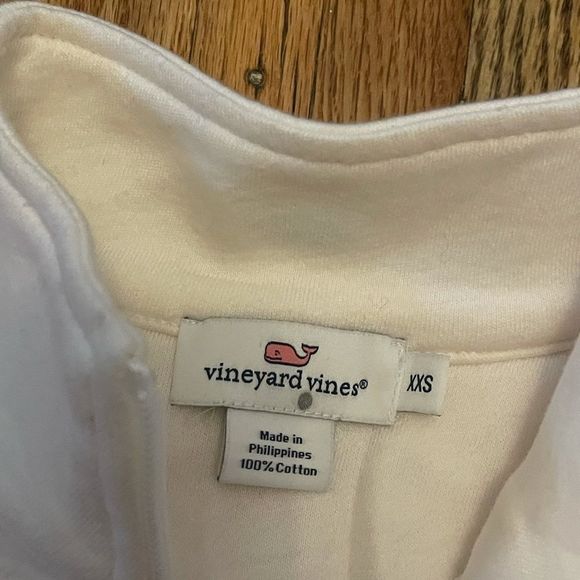 vineyard vines®
XXS
Made in
Philippines
100% Cotton